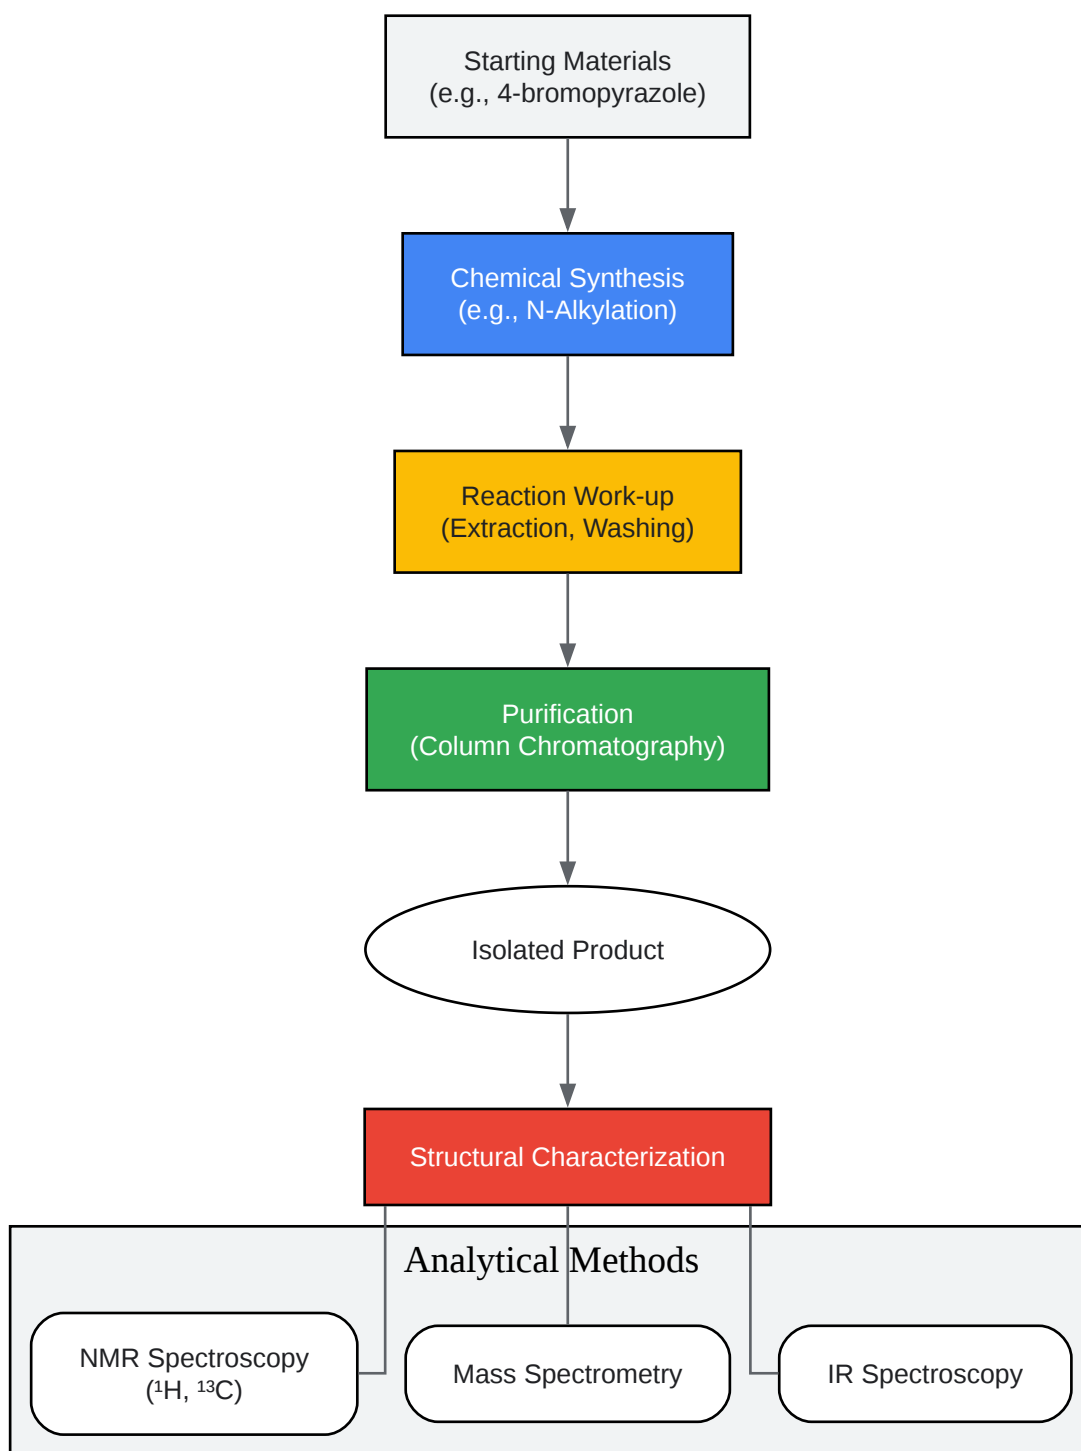 Starting Materials
(e.g., 4-bromopyrazole)
Chemical Synthesis
(e.g., N-Alkylation)
Reaction Work-up
(Extraction, Washing)
Purification
(Column Chromatography)
Isolated Product
Structural Characterization
Analytical Methods
NMR Spectroscopy
(¹H, ¹³C)
Mass Spectrometry
IR Spectroscopy